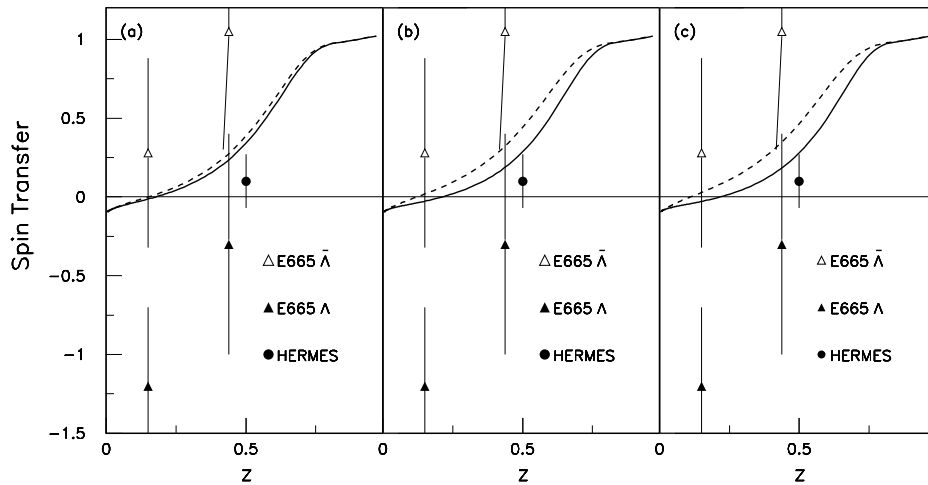 (a) (b) (c)
1
0.5
0
-0.5
-1
-1.5
Spin Transfer
E665 Λ̄
E665 Λ
HERMES
E665 Λ̄
E665 Λ
HERMES
E665 Λ̄
E665 Λ
HERMES
0 0.5 0 0.5 0 0.5
z z z